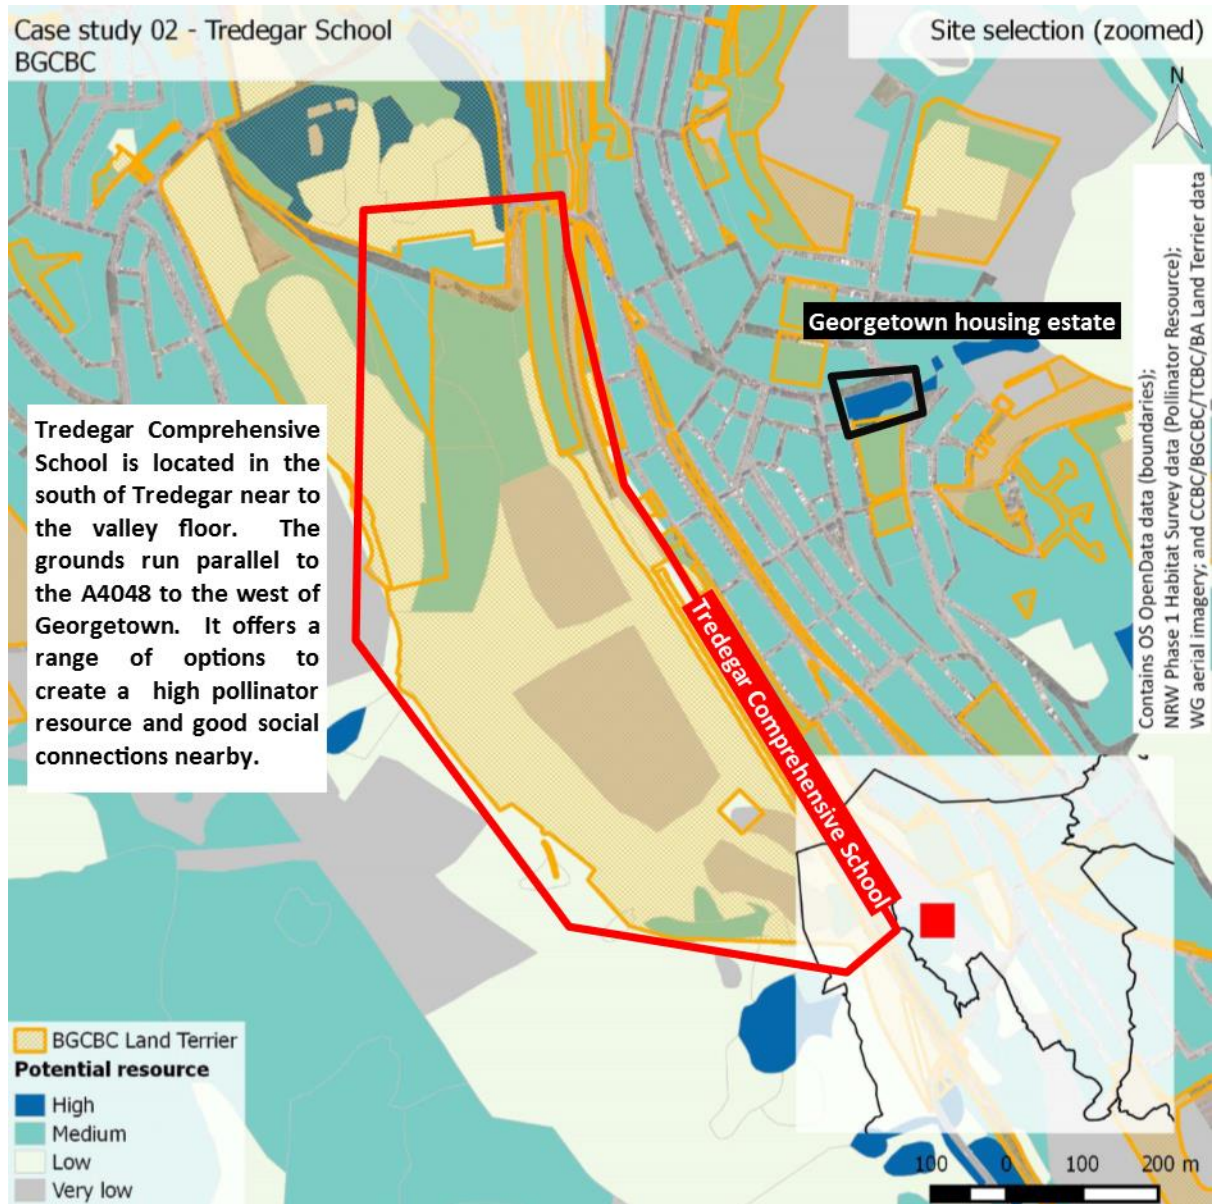 Case study 02 - Tredegar School
BGCBC
Site selection (zoomed)
N
Georgetown housing estate
Tredegar Comprehensive
School is located in the
south of Tredegar near to
the valley floor. The
grounds run parallel to
the A4048 to the west of
Georgetown. It offers a
range of options to
create a high pollinator
resource and good social
connections nearby.
Tredegar Comprehensive School
Contains OS OpenData data (boundaries);
NRW Phase 1 Habitat Survey data (Pollinator Resource);
WG aerial imagery; and CCBC/BGCBC/TCBC/BA Land Terrier data
BGCBC Land Terrier
Potential resource
High
Medium
Low
Very low
100 0 100 200 m